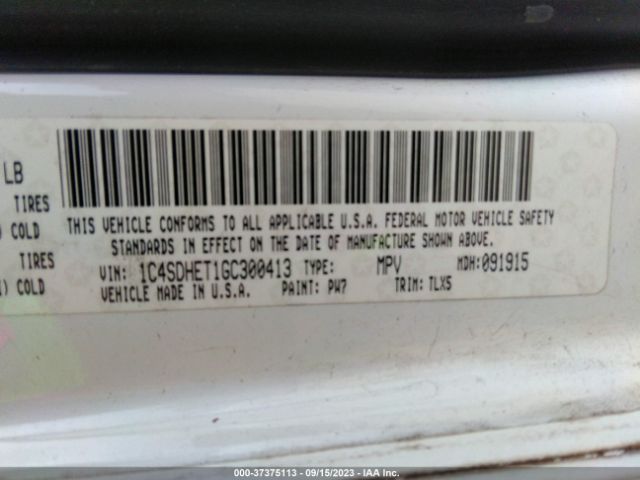 LB
TIRES
) COLD
TIRES
) COLD
THIS VEHICLE CONFORMS TO ALL APPLICABLE U.S.A. FEDERAL MOTOR VEHICLE SAFETY
STANDARDS IN EFFECT ON THE DATE OF MANUFACTURE SHOWN ABOVE.
VIN: 1C4SDHET1GC300413 TYPE: MPV MDH:091915
VEHICLE MADE IN U.S.A. PAINT: PW7 TRIM: TLX5
000-37375113 - 09/15/2023 - IAA Inc.